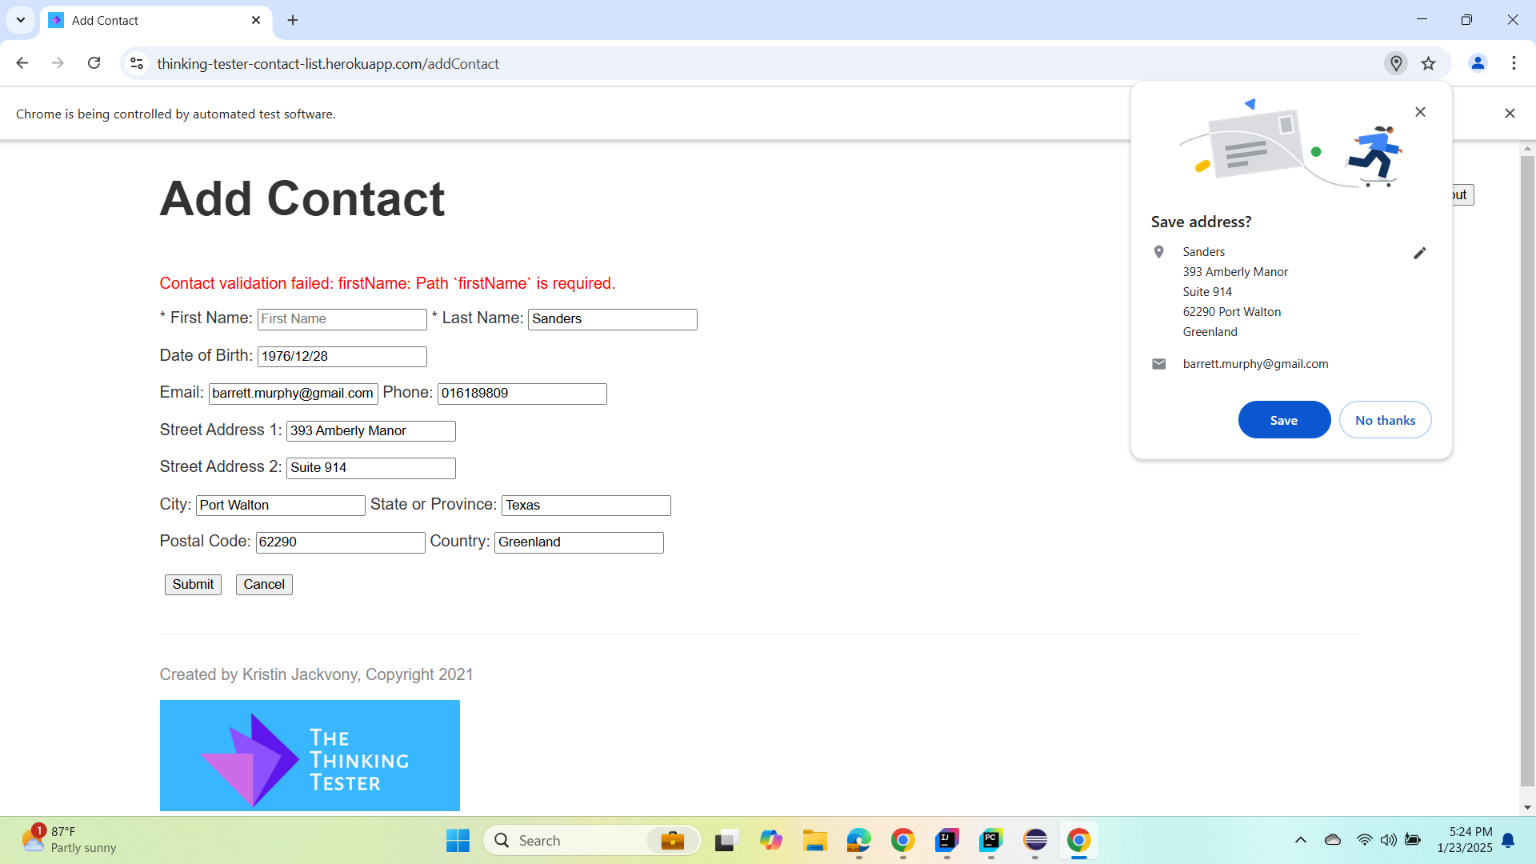 Add Contact
thinking-tester-contact-list.herokuapp.com/addContact
Chrome is being controlled by automated test software.
Add Contact
out
Save address?
Sanders
393 Amberly Manor
Suite 914
62290 Port Walton
Greenland
barrett.murphy@gmail.com
Save No thanks
Contact validation failed: firstName: Path `firstName` is required.
* First Name: First Name * Last Name: Sanders
Date of Birth: 1976/12/28
Email: barrett.murphy@gmail.com Phone: 016189809
Street Address 1: 393 Amberly Manor
Street Address 2: Suite 914
City: Port Walton State or Province: Texas
Postal Code: 62290 Country: Greenland
Submit Cancel
Created by Kristin Jackvony, Copyright 2021
THE
THINKING
TESTER
1
87°F
Partly sunny
Search
IJ
PC
5:24 PM
1/23/2025